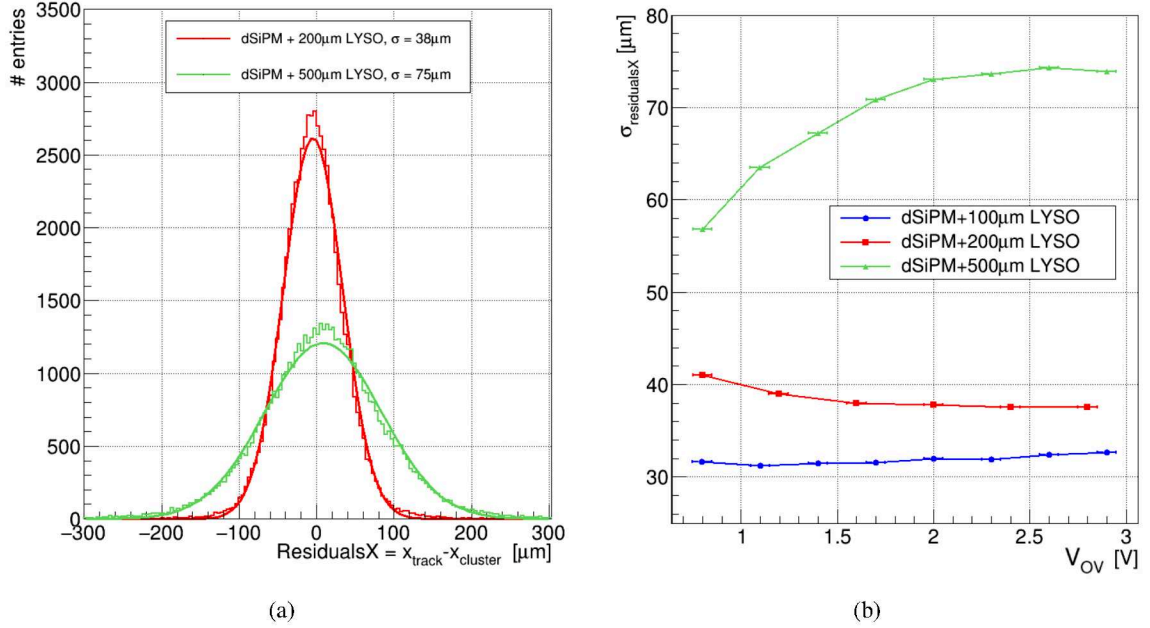 # entries
3500
3000
2500
2000
1500
1000
500
0
dSiPM + 200μm LYSO, σ = 38μm
dSiPM + 500μm LYSO, σ = 75μm
−300 −200 −100 0 100 200 300
ResidualsX = x_track-x_cluster [μm]
(a)
σ_residualsX [μm]
80
70
60
50
40
30
dSiPM+100μm LYSO
dSiPM+200μm LYSO
dSiPM+500μm LYSO
1 1.5 2 2.5 3
V_OV [V]
(b)